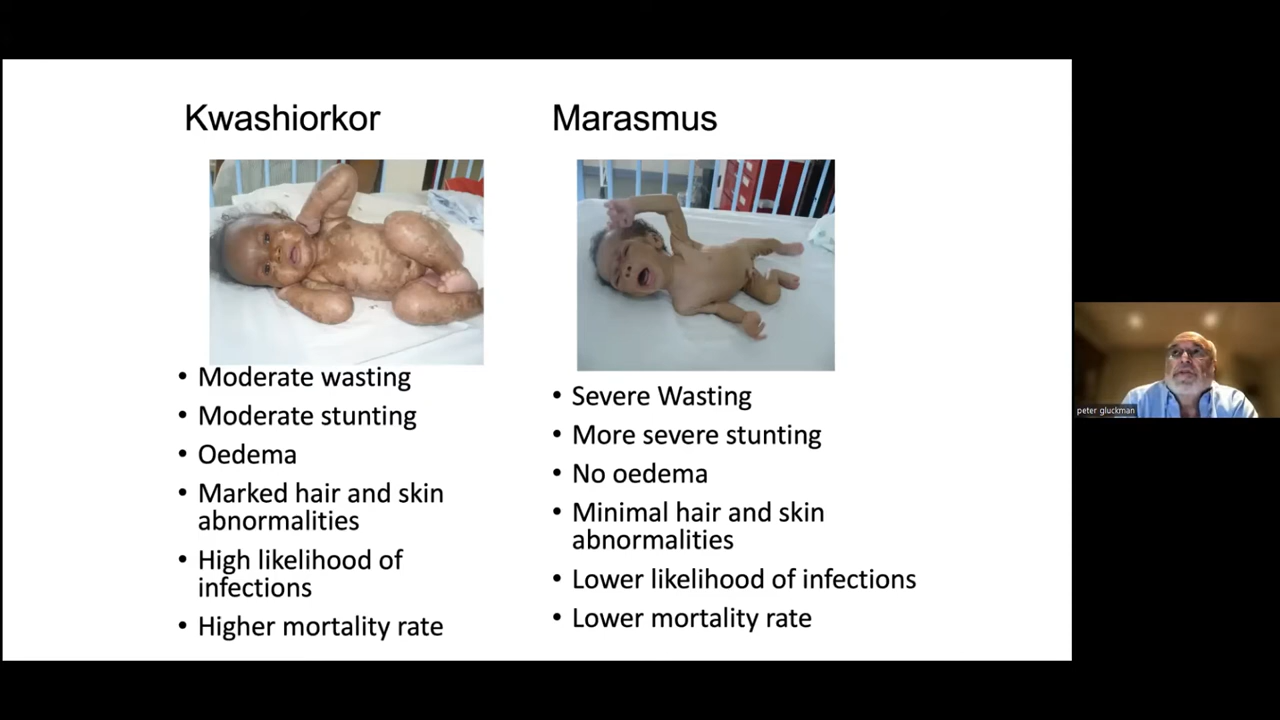 Kwashiorkor
• Moderate wasting
• Moderate stunting
• Oedema
• Marked hair and skin
abnormalities
• High likelihood of
infections
• Higher mortality rate
Marasmus
• Severe Wasting
• More severe stunting
• No oedema
• Minimal hair and skin
abnormalities
• Lower likelihood of infections
• Lower mortality rate
peter gluckman